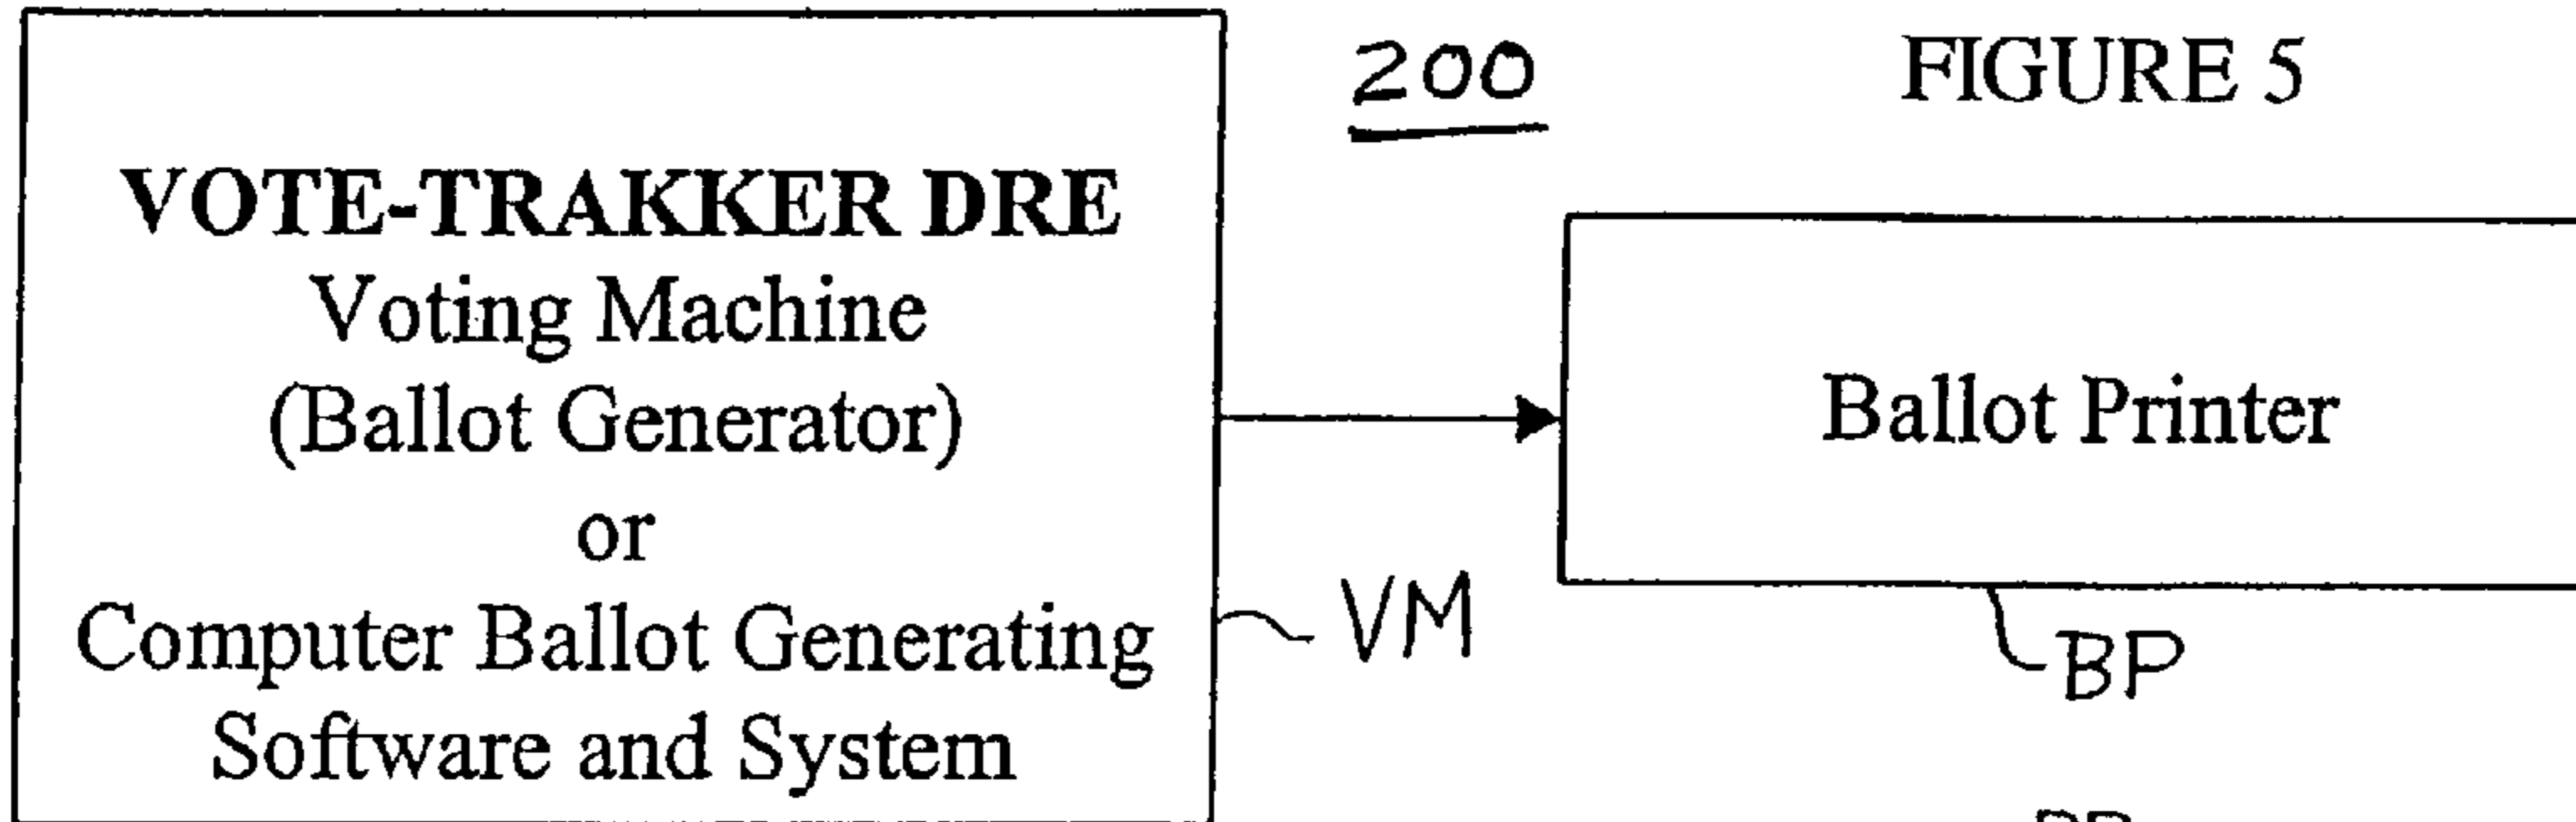 200
FIGURE 5
VOTE-TRAKKER DRE
Voting Machine
(Ballot Generator)
or
Computer Ballot Generating
Software and System
VM
Ballot Printer
BP